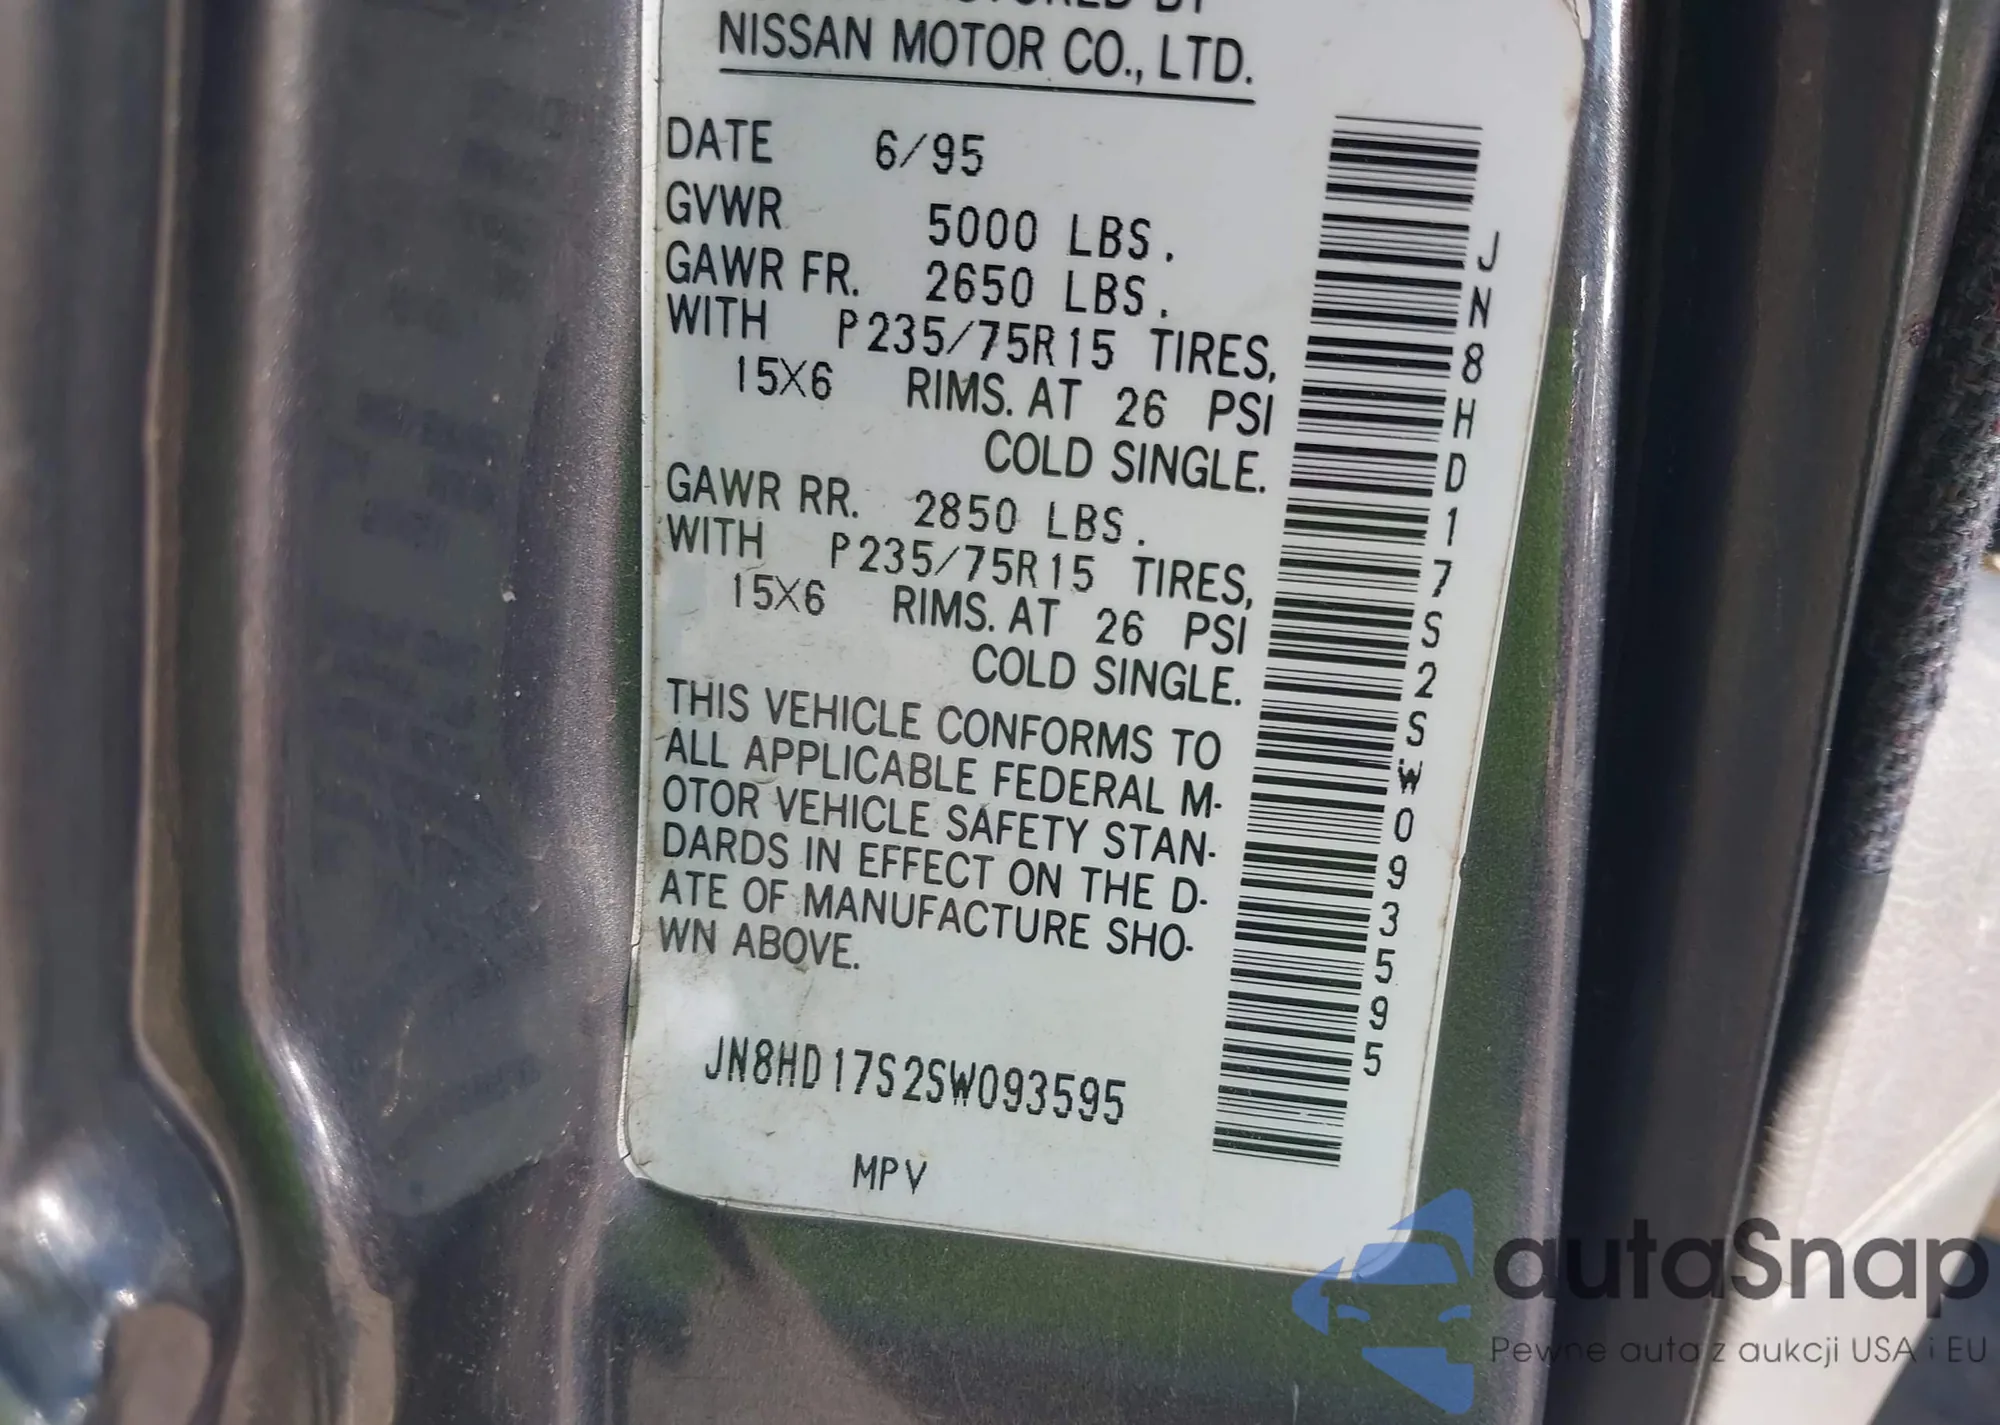 NISSAN MOTOR CO., LTD.
DATE 6/95
GVWR 5000 LBS.
GAWR FR. 2650 LBS.
WITH P235/75R15 TIRES,
15X6 RIMS. AT 26 PSI
COLD SINGLE.
GAWR RR. 2850 LBS.
WITH P235/75R15 TIRES,
15X6 RIMS. AT 26 PSI
COLD SINGLE.
THIS VEHICLE CONFORMS TO
ALL APPLICABLE FEDERAL M-
OTOR VEHICLE SAFETY STAN-
DARDS IN EFFECT ON THE D-
ATE OF MANUFACTURE SHO-
WN ABOVE.
JN8HD17S2SW093595
MPV
JN8HD17S2SW093595
autaSnap
Pewne auta z aukcji USA i EU